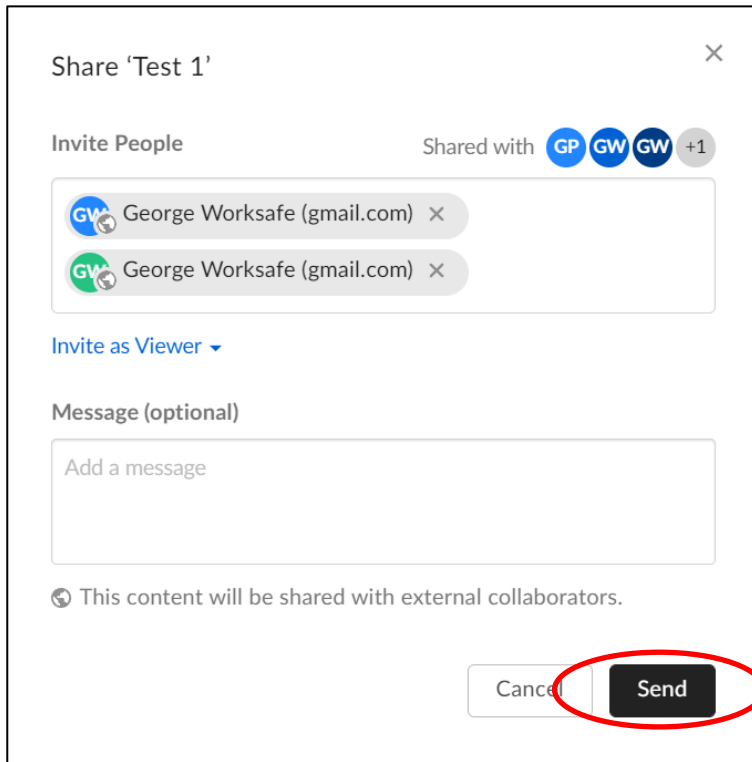 Share ‘Test 1’
Invite People
Shared with GP GW GW +1
GW George Worksafe (gmail.com) ×
GW George Worksafe (gmail.com) ×
Invite as Viewer
Message (optional)
Add a message
This content will be shared with external collaborators.
Cancel Send